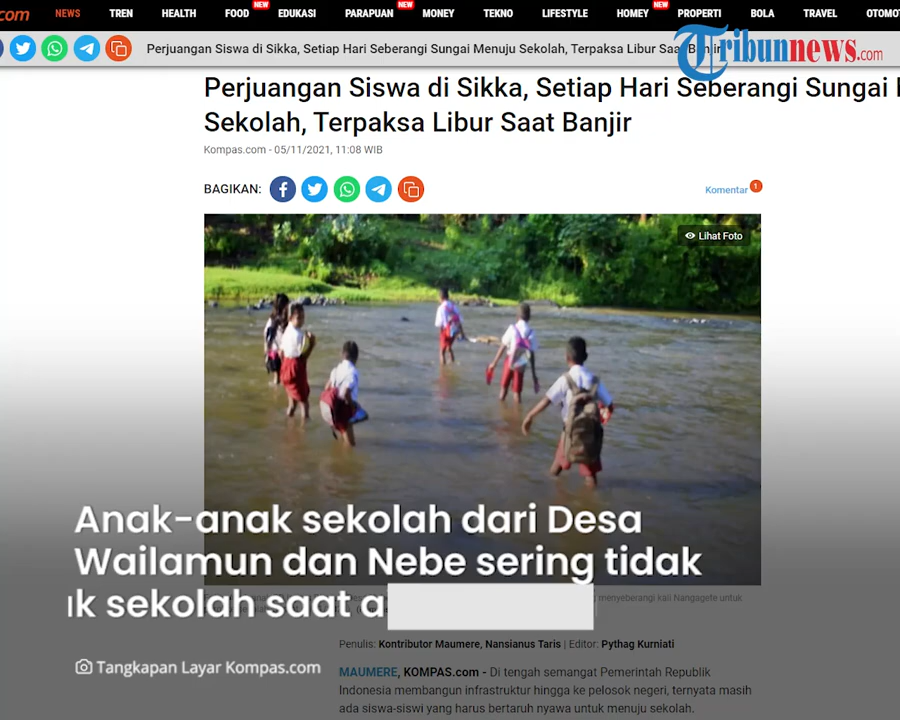 .com NEWS TREN HEALTH FOOD NEW EDUKASI PARAPUAN NEW MONEY TEKNO LIFESTYLE HOMEY NEW PROPERTI BOLA TRAVEL OTOMOT
Perjuangan Siswa di Sikka, Setiap Hari Seberangi Sungai Menuju Sekolah, Terpaksa Libur Saat Banjir
Tribunnews.com
Perjuangan Siswa di Sikka, Setiap Hari Seberangi Sungai
Sekolah, Terpaksa Libur Saat Banjir
Kompas.com - 05/11/2021, 11:08 WIB
BAGIKAN:
Komentar 1
Lihat Foto
Anak-anak sekolah dari Desa
Wailamun dan Nebe sering tidak
sekolah saat a
menyeberangi kali Nangagete untuk
Penulis: Kontributor Maumere, Nansianus Taris | Editor: Pythag Kurniati
Tangkapan Layar Kompas.com
MAUMERE, KOMPAS.com - Di tengah semangat Pemerintah Republik
Indonesia membangun infrastruktur hingga ke pelosok negeri, ternyata masih
ada siswa-siswi yang harus bertaruh nyawa untuk menuju sekolah.